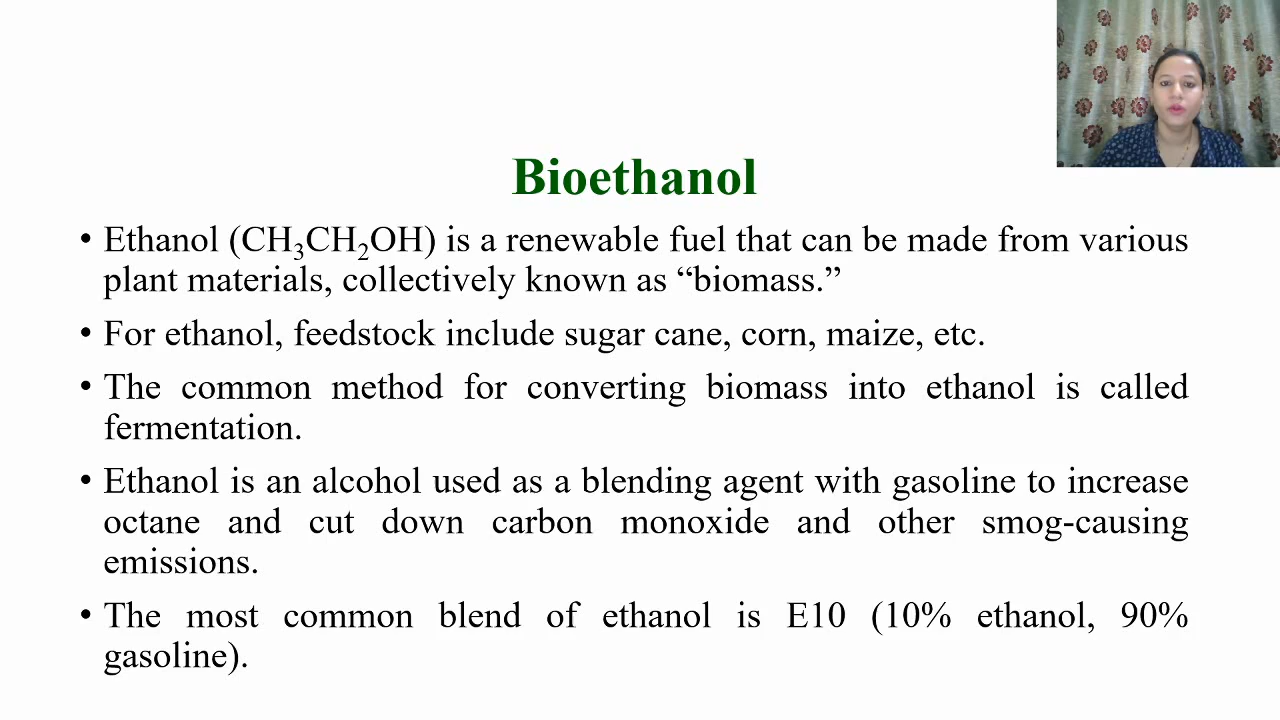 Bioethanol
• Ethanol (CH₃CH₂OH) is a renewable fuel that can be made from various
plant materials, collectively known as “biomass.”
• For ethanol, feedstock include sugar cane, corn, maize, etc.
• The common method for converting biomass into ethanol is called
fermentation.
• Ethanol is an alcohol used as a blending agent with gasoline to increase
octane and cut down carbon monoxide and other smog-causing
emissions.
• The most common blend of ethanol is E10 (10% ethanol, 90%
gasoline).